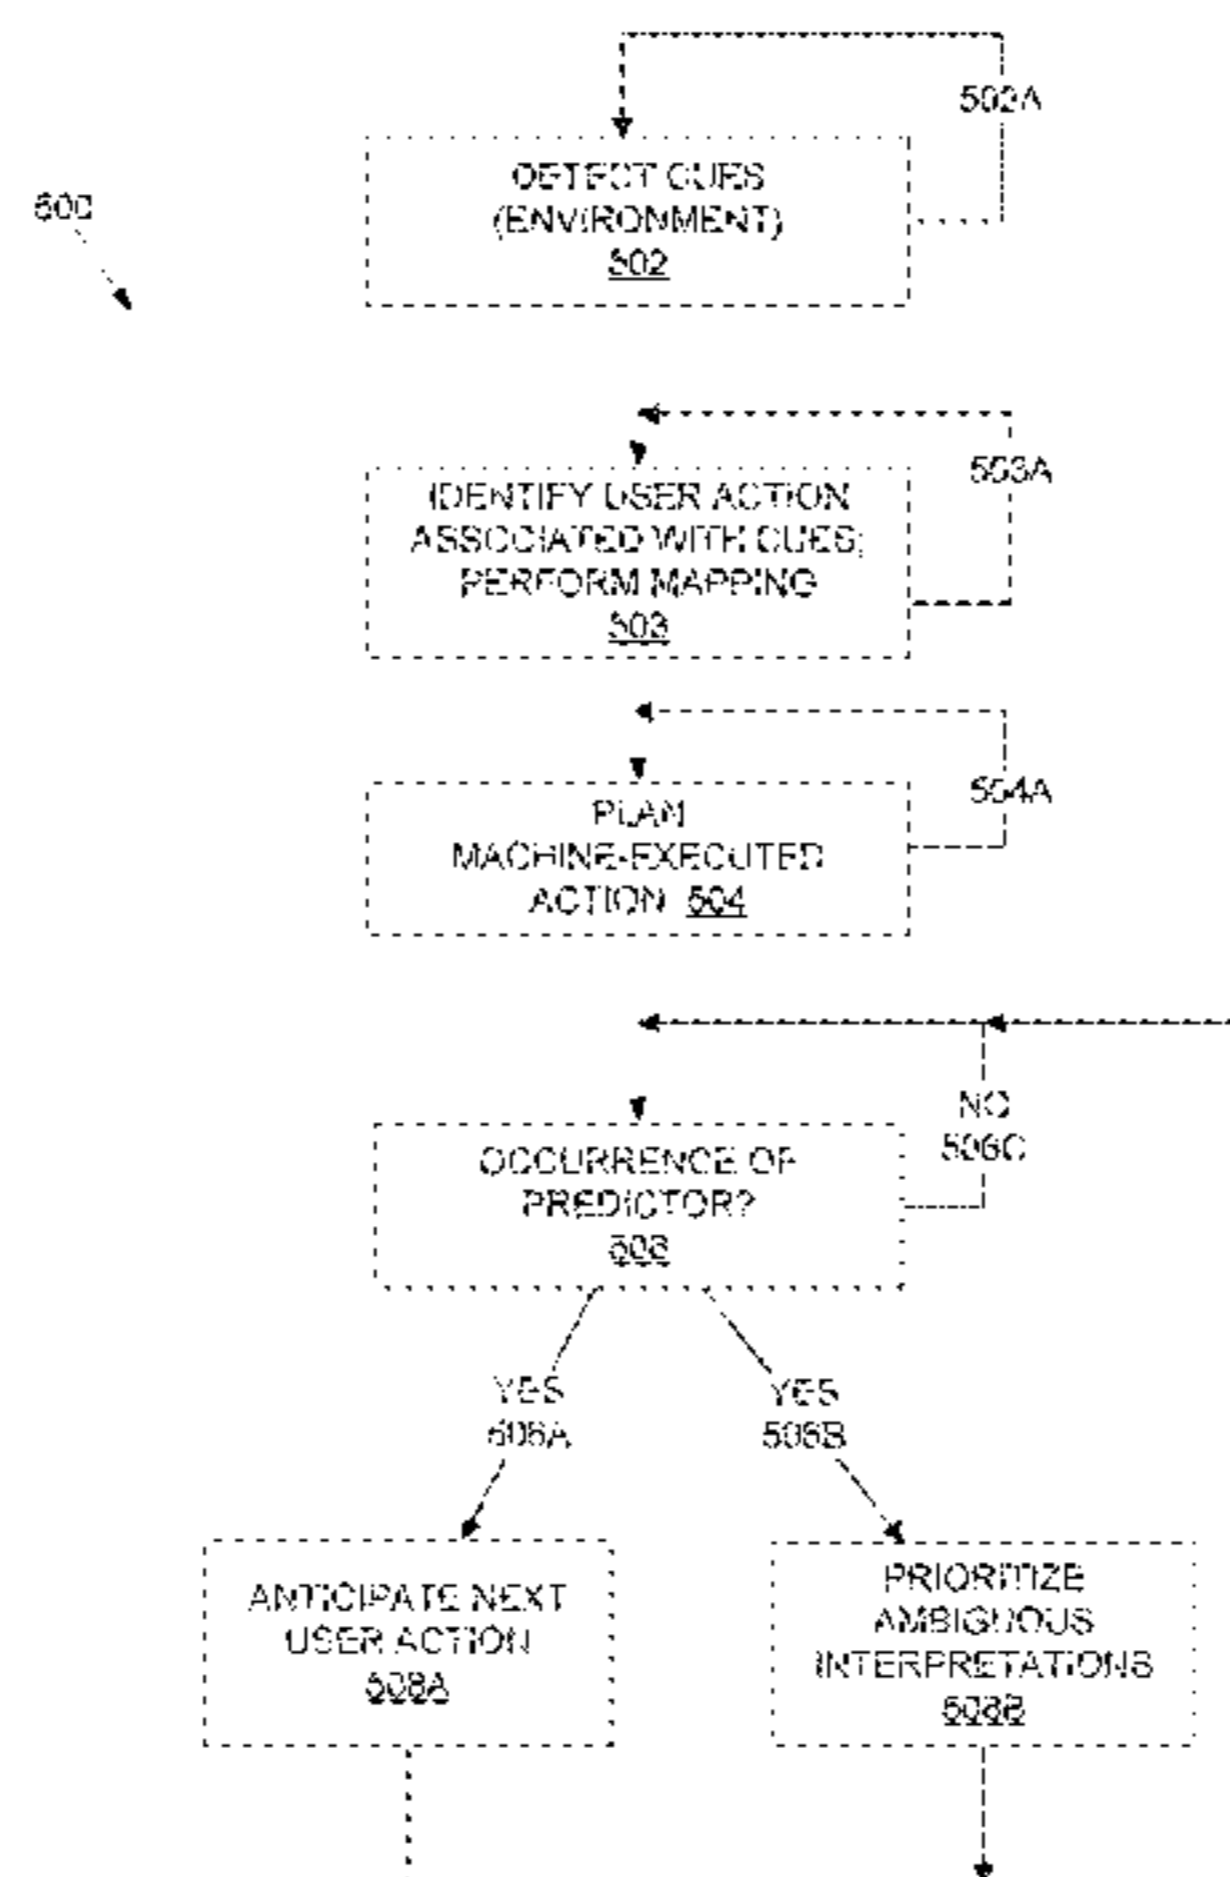 502A
DETECT CUES
(ENVIRONMENT)
502
500
503A
IDENTIFY USER ACTION
ASSOCIATED WITH CUES;
PERFORM MAPPING
503
504A
PLAN
MACHINE-EXECUTED
ACTION 504
NO
506C
OCCURRENCE OF
PREDICTOR?
506
YES
506A
YES
506B
ANTICIPATE NEXT
USER ACTION
508A
PRIORITIZE
AMBIGUOUS
INTERPRETATIONS
508B